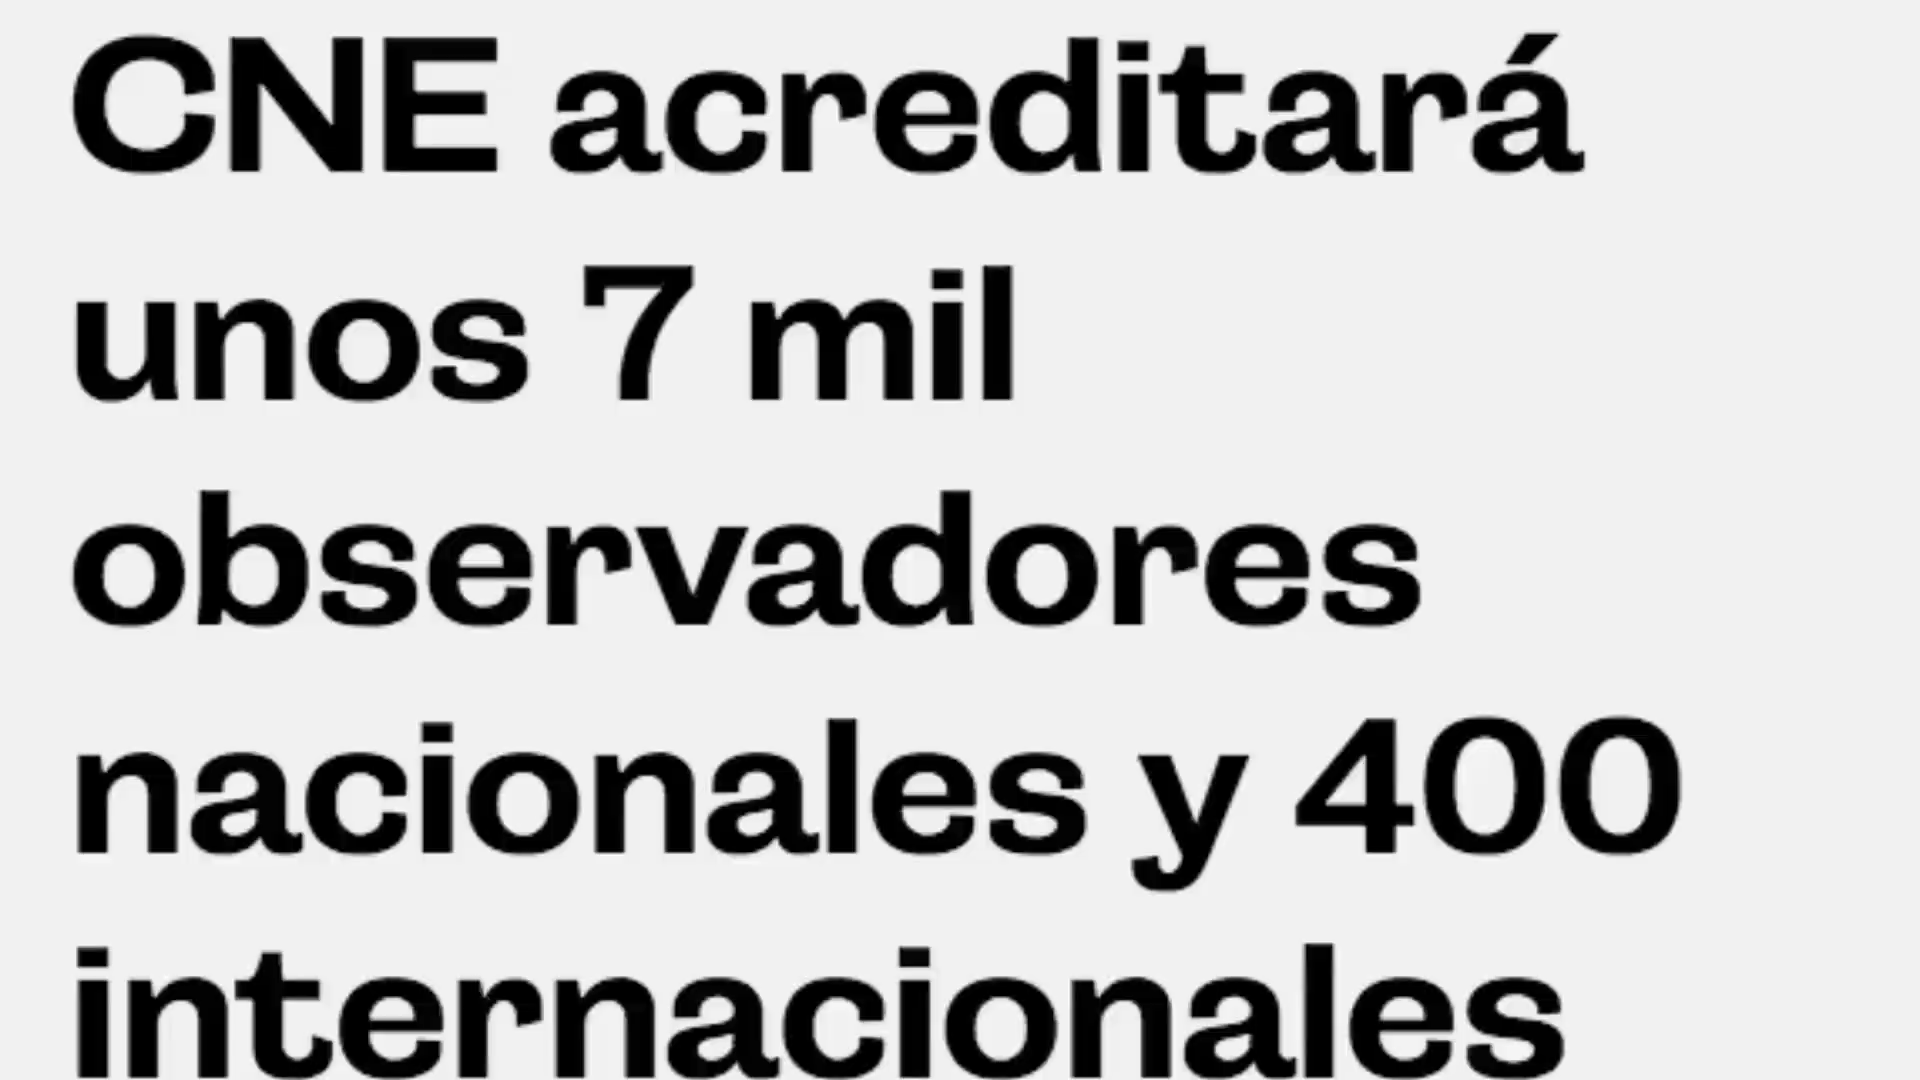 CNE acreditará
unos 7 mil
observadores
nacionales y 400
internacionales